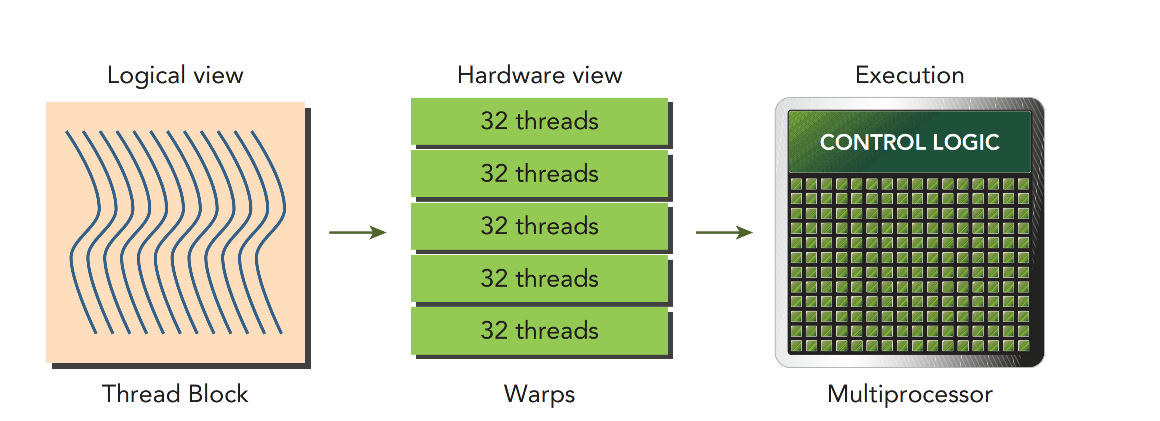 Logical view
Hardware view
Execution
32 threads
32 threads
32 threads
32 threads
32 threads
CONTROL LOGIC
Thread Block
Warps
Multiprocessor